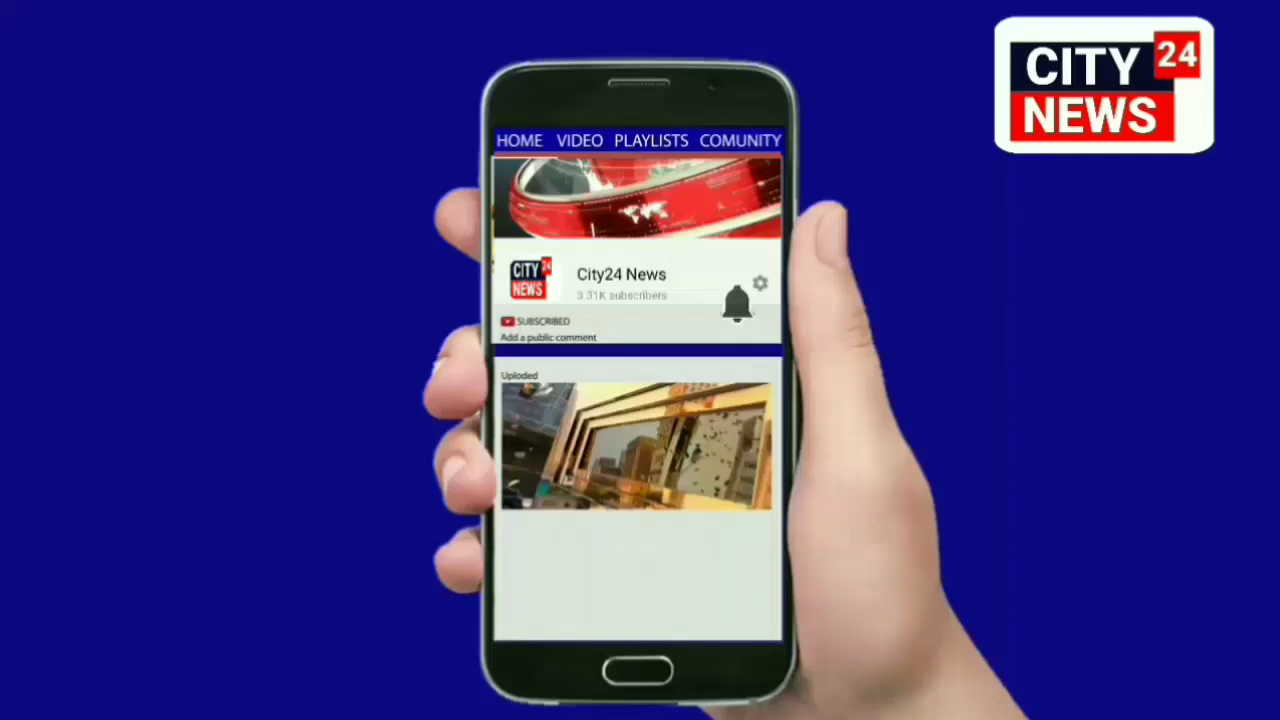 CITY 24
NEWS
HOME VIDEO PLAYLISTS COMUNITY
CITY 24
NEWS
City24 News
3.31K subscribers
SUBSCRIBED
Add a public comment
Uploded